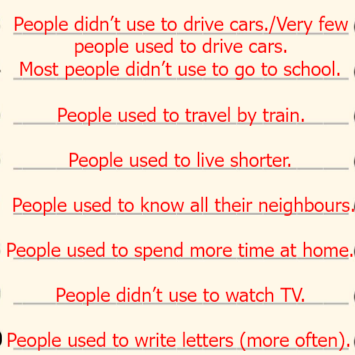 People didn’t use to drive cars./Very few
people used to drive cars.
Most people didn’t use to go to school.
People used to travel by train.
People used to live shorter.
People used to know all their neighbours.
People used to spend more time at home.
People didn’t use to watch TV.
People used to write letters (more often).